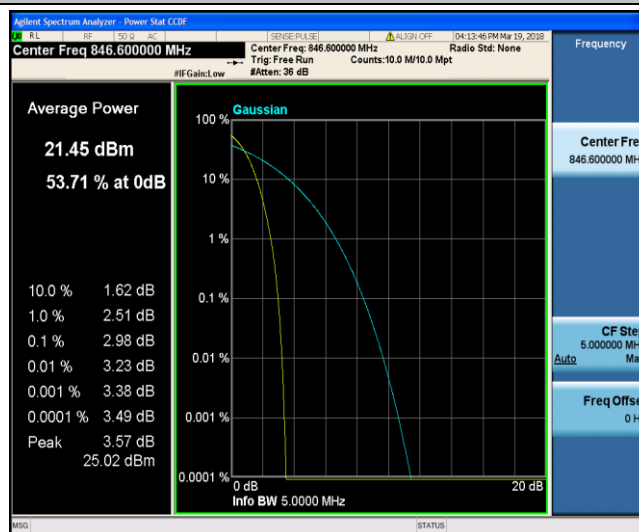 Agilent Spectrum Analyzer - Power Stat CCDF
RL RF 50 Ω AC SENSE:PULSE ALIGN OFF 04:13:46 PM Mar 19, 2018
Center Freq 846.600000 MHz
Center Freq: 846.600000 MHz Radio Std: None
Trig: Free Run Counts:10.0 M/10.0 Mpt
#IFGain:Low #Atten: 36 dB
Average Power
21.45 dBm
53.71 % at 0dB
10.0 % 1.62 dB
1.0 % 2.51 dB
0.1 % 2.98 dB
0.01 % 3.23 dB
0.001 % 3.38 dB
0.0001 % 3.49 dB
Peak 3.57 dB
25.02 dBm
Gaussian
100 %
10 %
1 %
0.1 %
0.01 %
0.001 %
0.0001 %
0 dB 20 dB
Info BW 5.0000 MHz
Frequency
Center Fre
846.600000 MH
CF Ste
5.000000 MH
Auto Ma
Freq Offse
0 H
MSG STATUS